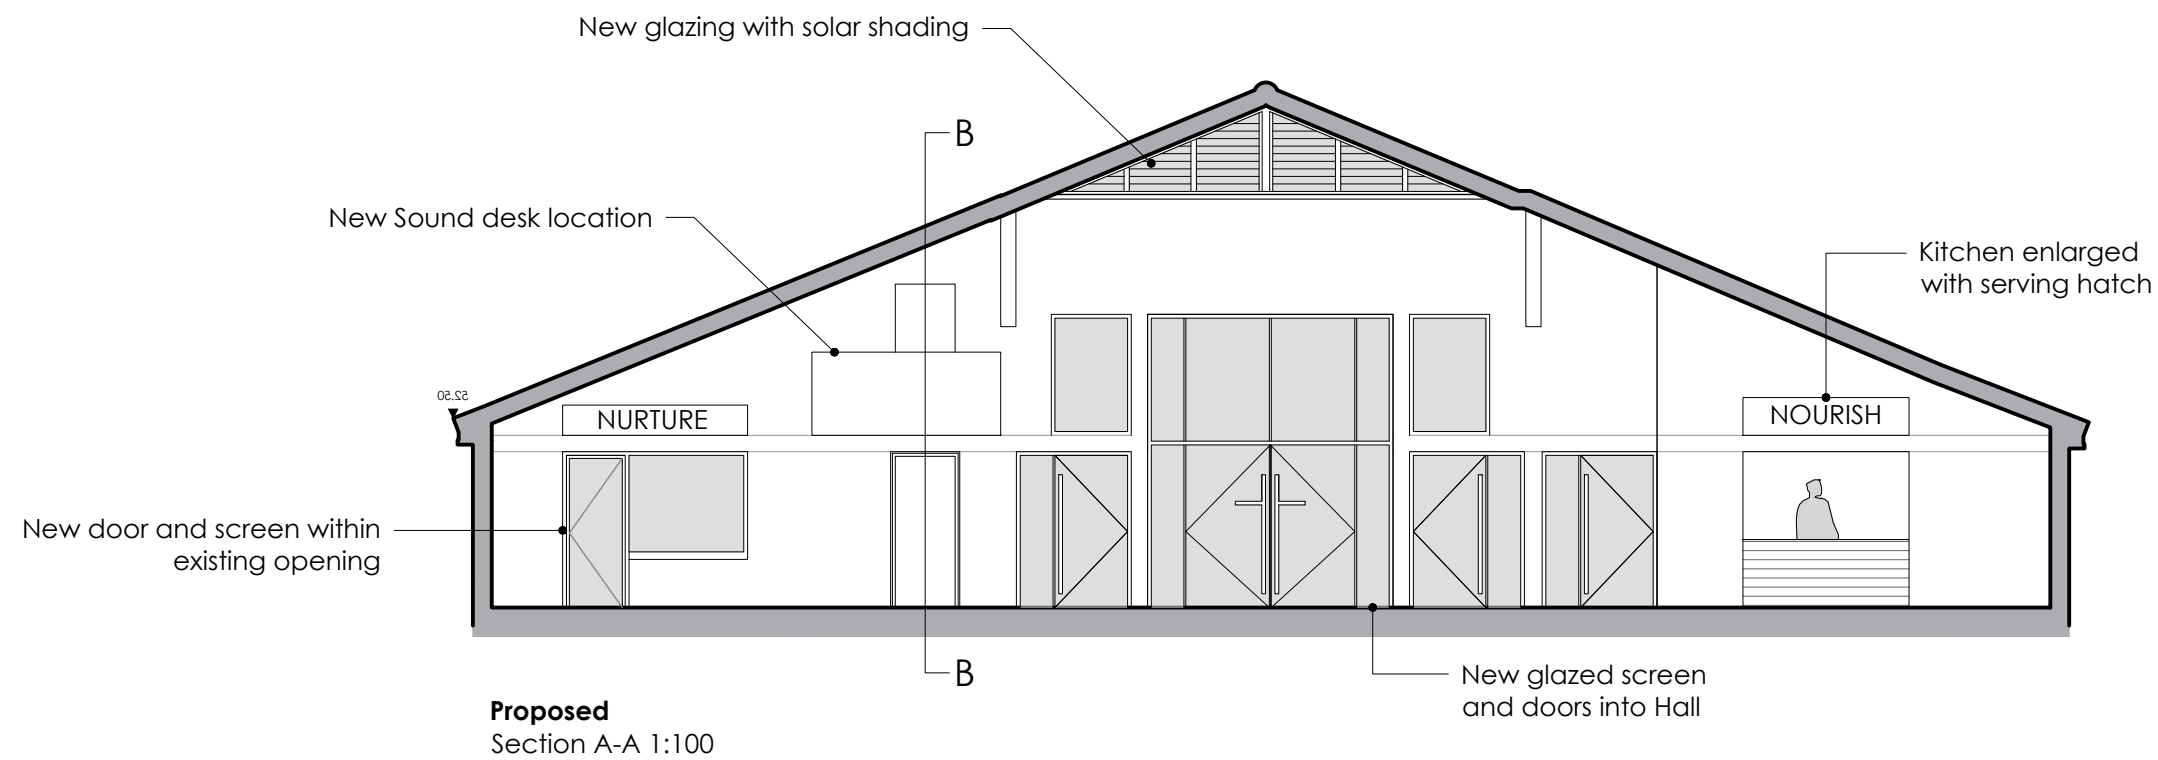 New glazing with solar shading
B
New Sound desk location
Kitchen enlarged
with serving hatch
52.50
NURTURE
NOURISH
New door and screen within
existing opening
B
New glazed screen
and doors into Hall
Proposed
Section A-A 1:100